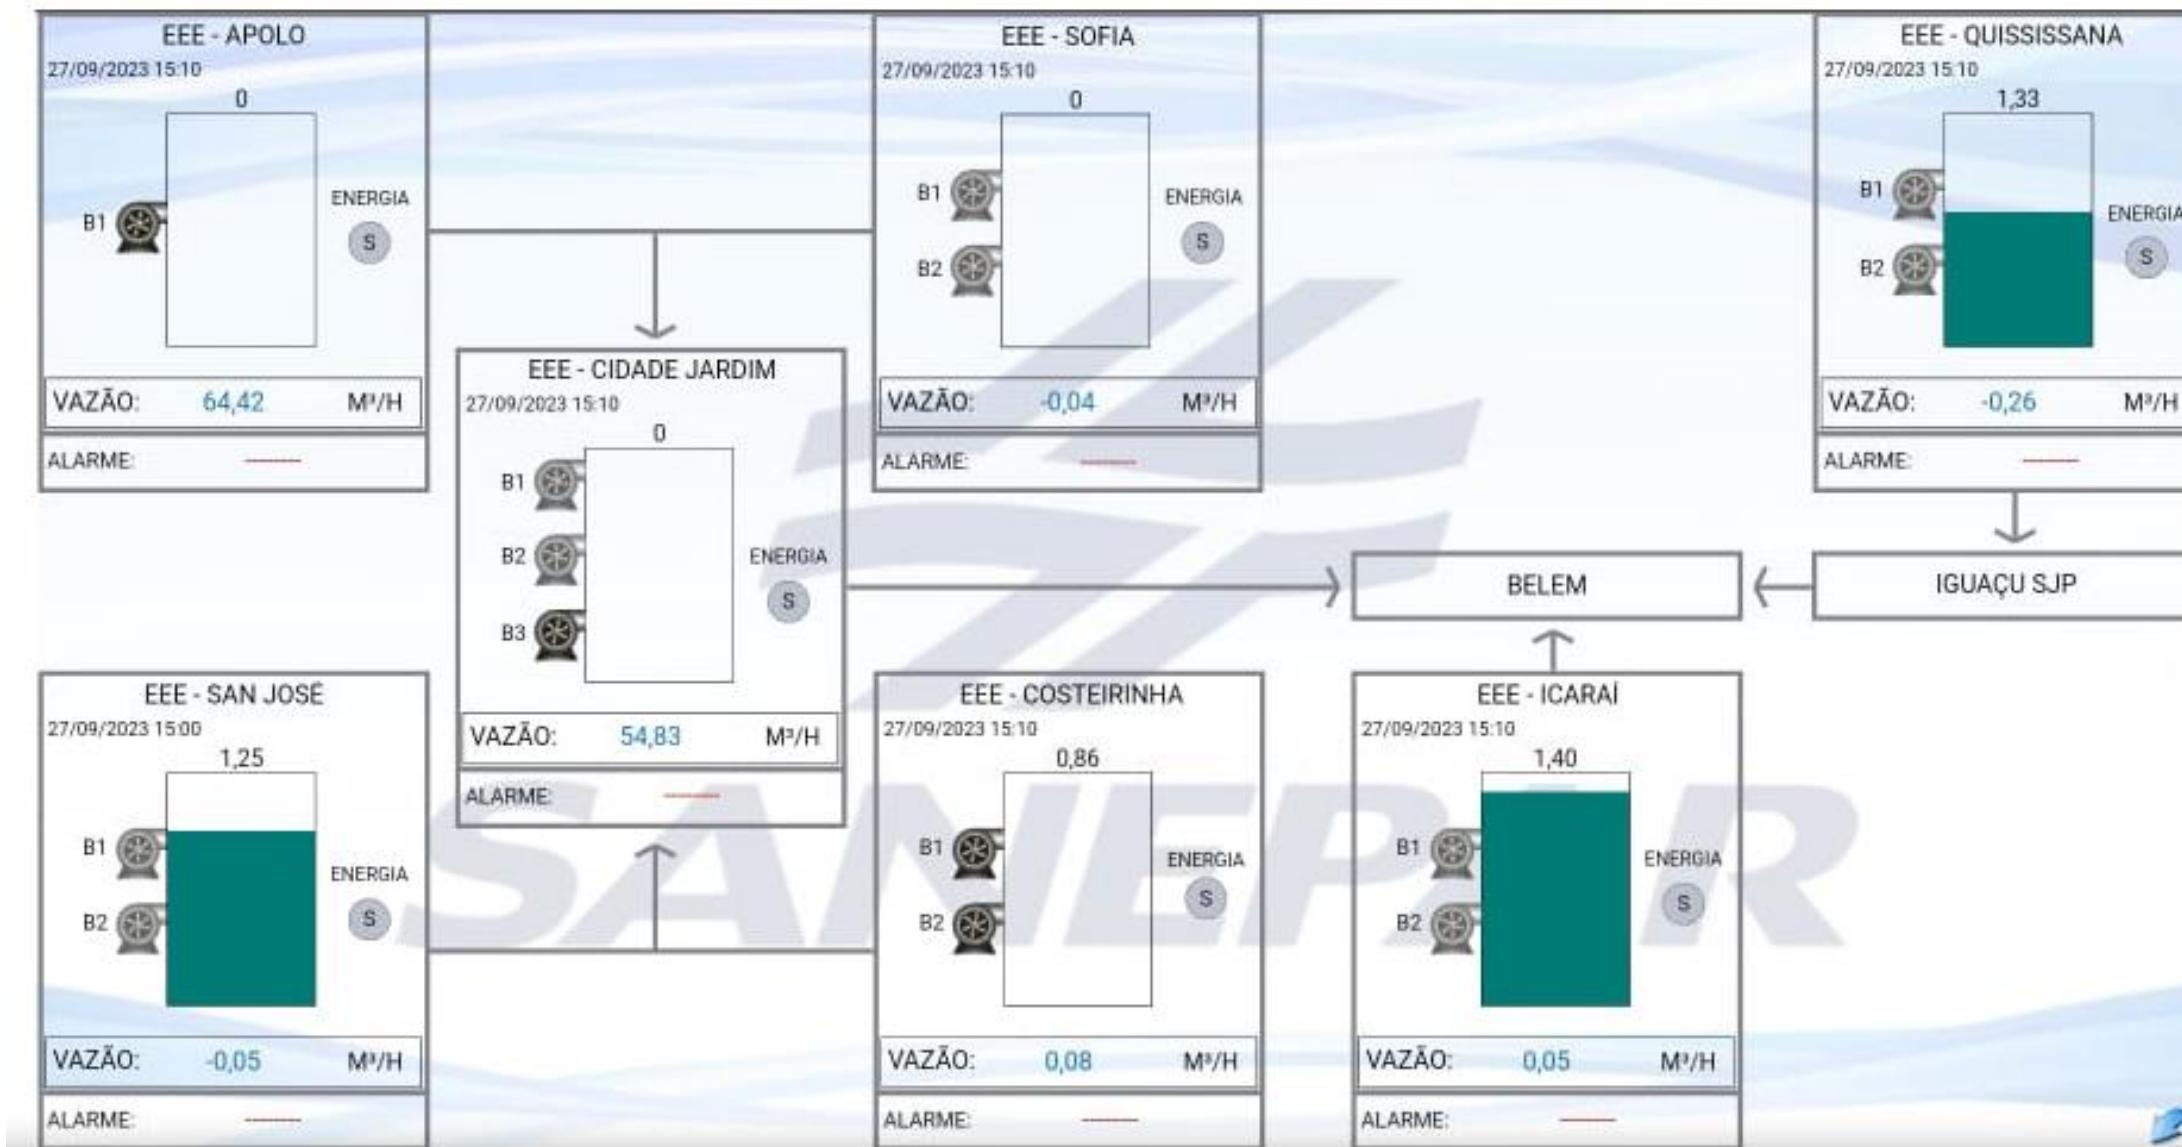 EEE - APOLO
27/09/2023 15:10
0
B1
ENERGIA
S
VAZÃO: 64,42 M³/H
ALARME: -------
EEE - SOFIA
27/09/2023 15:10
0
B1
B2
ENERGIA
S
VAZÃO: -0,04 M³/H
ALARME: -------
EEE - QUISSISSANA
27/09/2023 15:10
1,33
B1
B2
ENERGIA
S
VAZÃO: -0,26 M³/H
ALARME: -------
EEE - CIDADE JARDIM
27/09/2023 15:10
0
B1
B2
B3
ENERGIA
S
VAZÃO: 54,83 M³/H
ALARME: -------
BELEM
IGUAÇU SJP
EEE - SAN JOSÉ
27/09/2023 15:00
1,25
B1
B2
ENERGIA
S
VAZÃO: -0,05 M³/H
ALARME: -------
EEE - COSTEIRINHA
27/09/2023 15:10
0,86
B1
B2
ENERGIA
S
VAZÃO: 0,08 M³/H
ALARME: -------
EEE - ICARAÍ
27/09/2023 15:10
1,40
B1
B2
ENERGIA
S
VAZÃO: 0,05 M³/H
ALARME: -------
SANEPAR